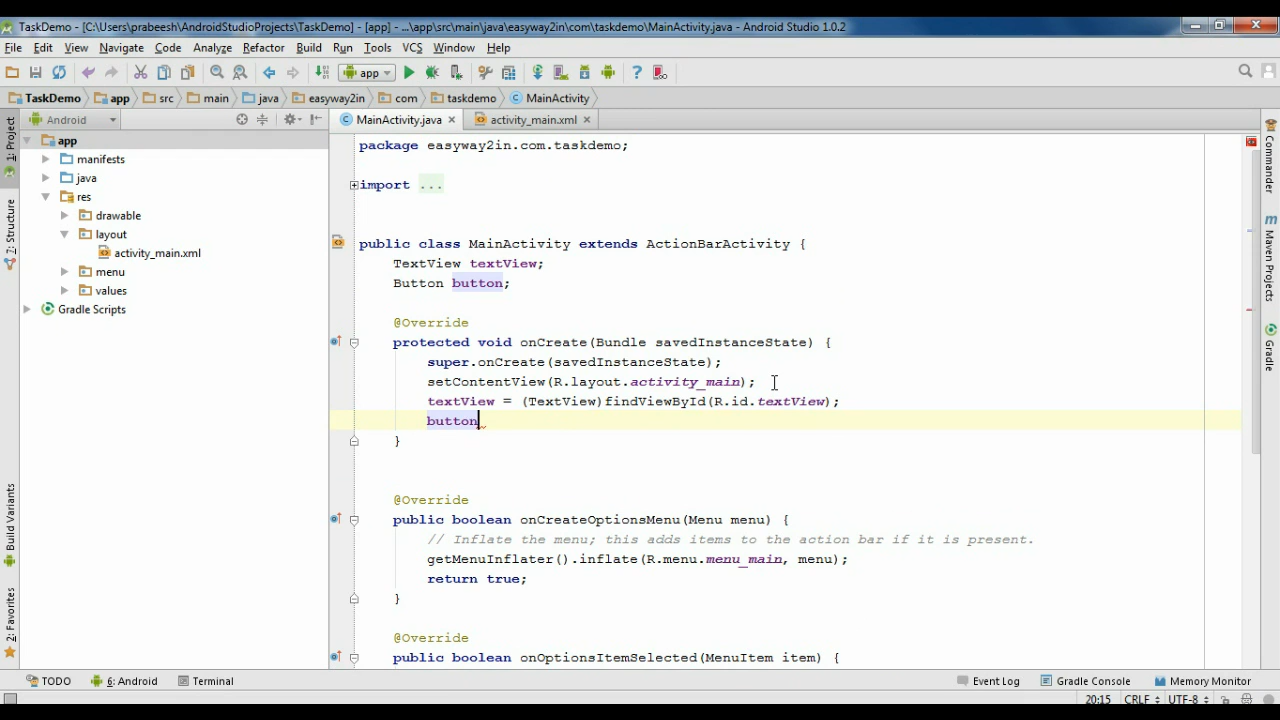 TaskDemo - [C:\Users\prabeesh\AndroidStudioProjects\TaskDemo] - [app] - ...\app\src\main\java\easyway2in\com\taskdemo\MainActivity.java - Android Studio 1.0.2
File Edit View Navigate Code Analyze Refactor Build Run Tools VCS Window Help
app
TaskDemo app src main java easyway2in com taskdemo MainActivity
Android
MainActivity.java activity_main.xml
1: Project
7: Structure
Build Variants
2: Favorites
app
manifests
java
res
drawable
layout
activity_main.xml
menu
values
Gradle Scripts
package easyway2in.com.taskdemo;
import ...
public class MainActivity extends ActionBarActivity {
TextView textView;
Button button;
@Override
protected void onCreate(Bundle savedInstanceState) {
super.onCreate(savedInstanceState);
setContentView(R.layout.activity_main);
textView = (TextView)findViewById(R.id.textView);
button
}
@Override
public boolean onCreateOptionsMenu(Menu menu) {
// Inflate the menu; this adds items to the action bar if it is present.
getMenuInflater().inflate(R.menu.menu_main, menu);
return true;
}
@Override
public boolean onOptionsItemSelected(MenuItem item) {
Commander
Maven Projects
Gradle
TODO 6: Android Terminal Event Log Gradle Console Memory Monitor
20:15 CRLF UTF-8